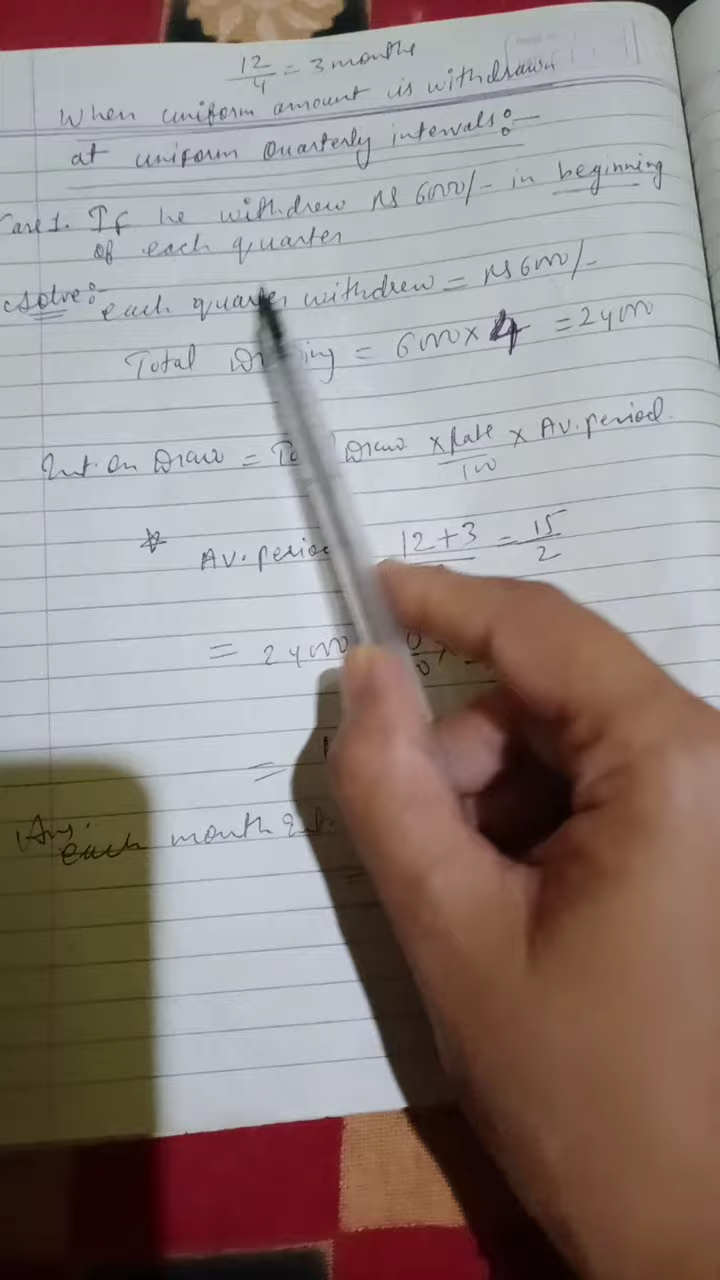 12/4 = 3 months
When uniform amount is withdrawn
at uniform Quarterly intervals:-
Case 1. If he withdrew Rs 6000/- in beginning
of each quarter
Solve:- each quarter withdrew = Rs 6000/-
Total = 6000 × 4 = 24000
Int. on Draw = Draw × Rate/100 × Av. period.
* Av. period 12+3 = 15/2
= 24000
=
Ans. each month Int.
=